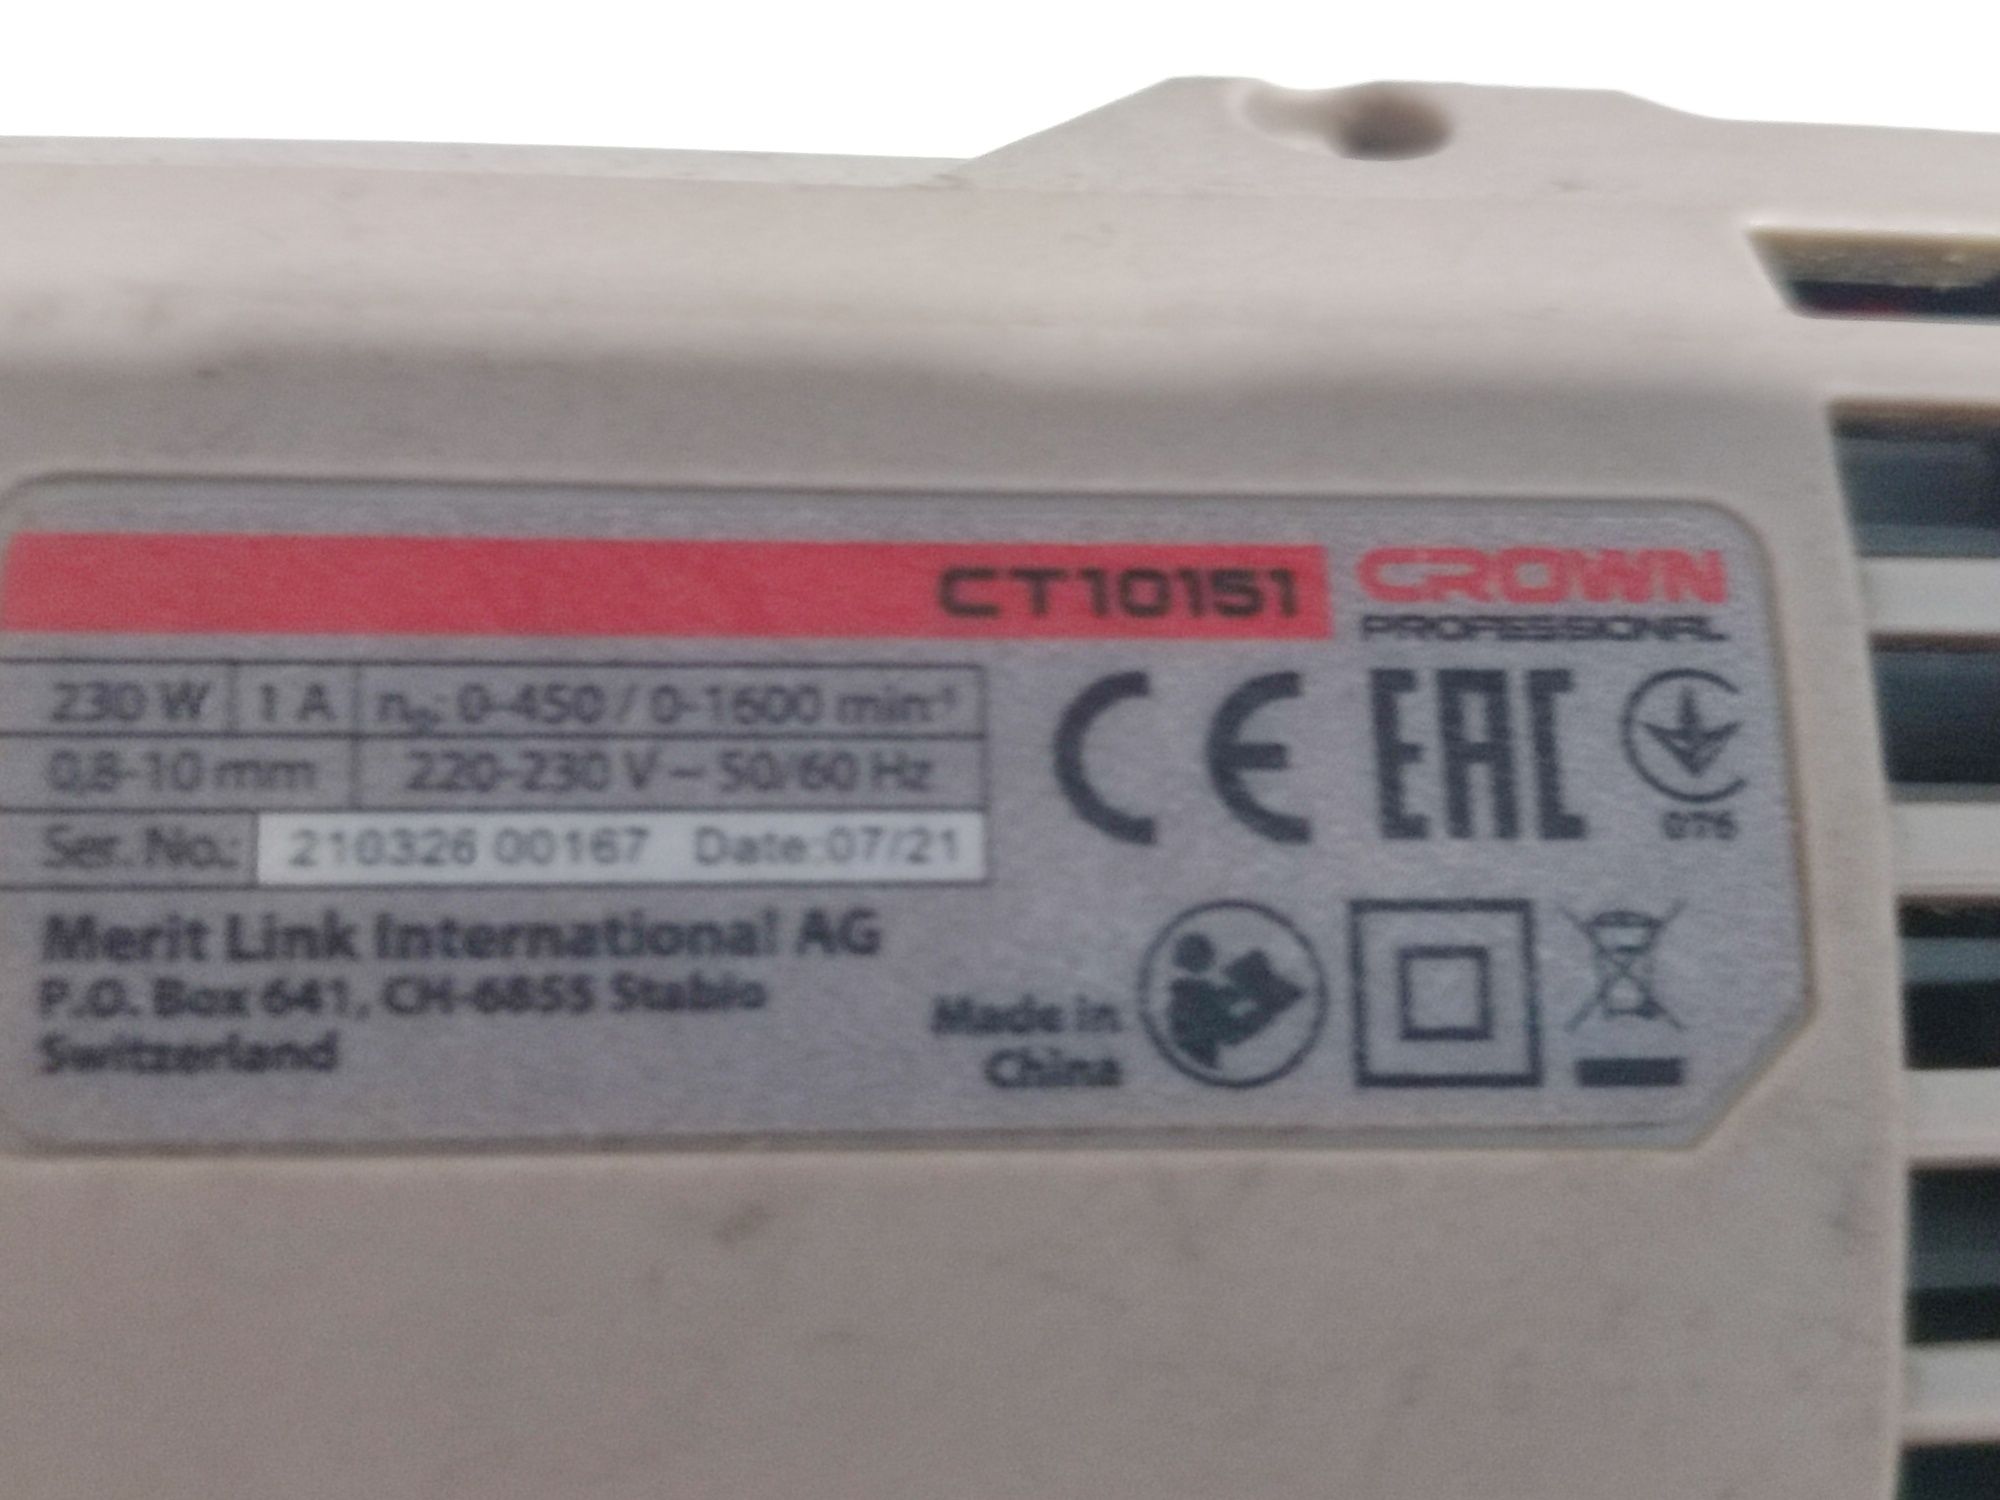 CT10151 CROWN
PROFESSIONAL
230 W 1 A n₀: 0-450 / 0-1600 min⁻¹
0,8-10 mm 220-230 V ~ 50/60 Hz
Ser. No.: 210326 00167 Date:07/21
CE EAC
016
Merit Link International AG
P.O. Box 641, CH-6855 Stabio
Switzerland
Made in
China